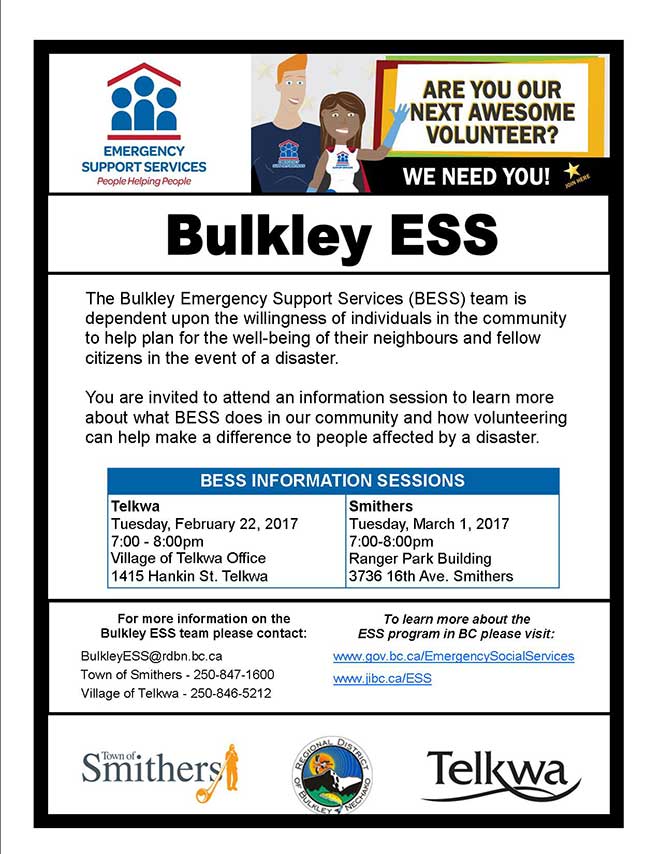 EMERGENCY
SUPPORT SERVICES
People Helping People
ARE YOU OUR
NEXT AWESOME
VOLUNTEER?
WE NEED YOU!
JOIN HERE
Bulkley ESS
The Bulkley Emergency Support Services (BESS) team is
dependent upon the willingness of individuals in the community
to help plan for the well-being of their neighbours and fellow
citizens in the event of a disaster.
You are invited to attend an information session to learn more
about what BESS does in our community and how volunteering
can help make a difference to people affected by a disaster.
BESS INFORMATION SESSIONS
Telkwa
Tuesday, February 22, 2017
7:00 - 8:00pm
Village of Telkwa Office
1415 Hankin St. Telkwa
Smithers
Tuesday, March 1, 2017
7:00-8:00pm
Ranger Park Building
3736 16th Ave. Smithers
For more information on the
Bulkley ESS team please contact:
BulkleyESS@rdbn.bc.ca
Town of Smithers - 250-847-1600
Village of Telkwa - 250-846-5212
To learn more about the
ESS program in BC please visit:
www.gov.bc.ca/EmergencySocialServices
www.jibc.ca/ESS
Town of
Smithers
REGIONAL DISTRICT
OF BULKLEY NECHAKO
Telkwa